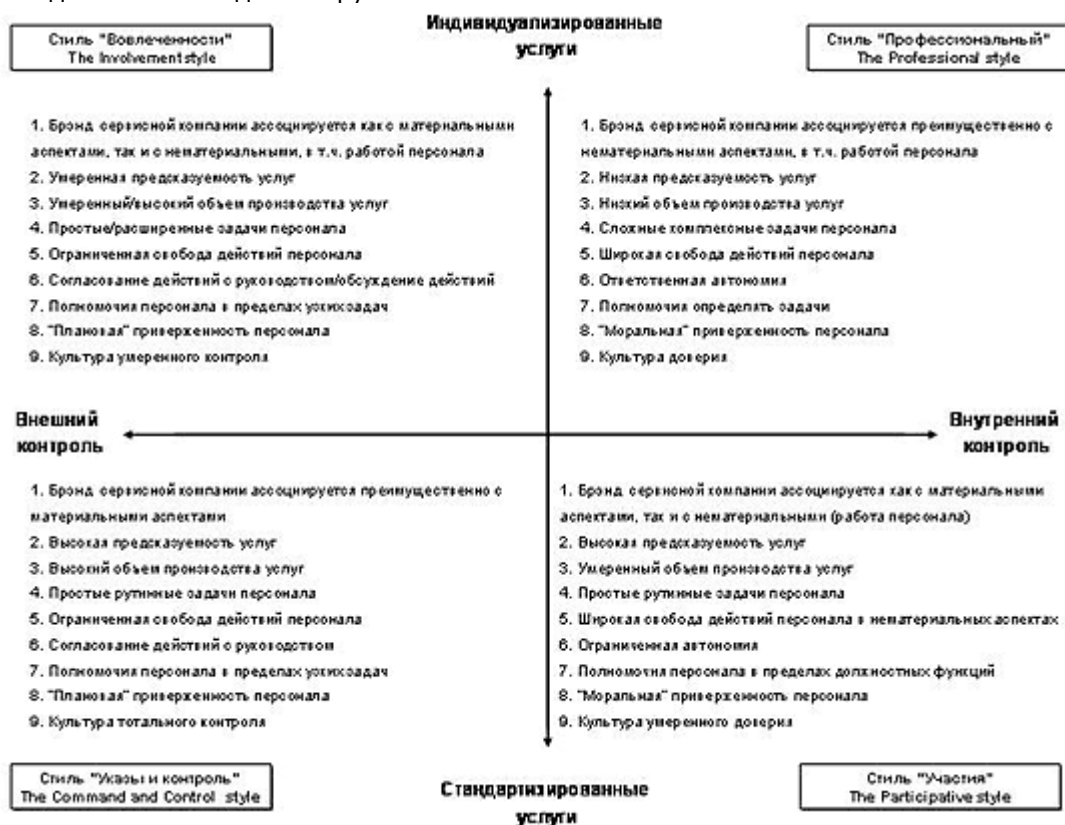 Индивидуализированные
услуги
Стиль "Вовлеченности"
The Involvement style
Стиль "Профессиональный"
The Professional style
1. Брэнд сервисной компании ассоциируется как с материальными
аспектами, так и с нематериальными, в т.ч. работой персонала
2. Умеренная предсказуемость услуг
3. Умеренный/высокий объем производства услуг
4. Простые/расширенные задачи персонала
5. Ограниченная свобода действий персонала
6. Согласование действий с руководством/обсуждение действий
7. Полномочия персонала в пределах узких задач
8. "Плановая" приверженность персонала
9. Культура умеренного контроля
1. Брэнд сервисной компании ассоциируется преимущественно с
нематериальными аспектами, в т.ч. работой персонала
2. Низкая предсказуемость услуг
3. Низкий объем производства услуг
4. Сложные комплексные задачи персонала
5. Широкая свобода действий персонала
6. Ответственная автономия
7. Полномочия определять задачи
8. "Моральная" приверженность персонала
9. Культура доверия
Внешний
контроль
Внутренний
контроль
1. Брэнд сервисной компании ассоциируется преимущественно с
материальными аспектами
2. Высокая предсказуемость услуг
3. Высокий объем производства услуг
4. Простые рутинные задачи персонала
5. Ограниченная свобода действий персонала
6. Согласование действий с руководством
7. Полномочия персонала в пределах узких задач
8. "Плановая" приверженность персонала
9. Культура тотального контроля
1. Брэнд сервисной компании ассоциируется как с материальными
аспектами, так и с нематериальными (работа персонала)
2. Высокая предсказуемость услуг
3. Умеренный объем производства услуг
4. Простые рутинные задачи персонала
5. Широкая свобода действий персонала в нематериальных аспектах
6. Ограниченная автономия
7. Полномочия персонала в пределах должностных функций
8. "Моральная" приверженность персонала
9. Культура умеренного доверия
Стиль "Указы и контроль"
The Command and Control style
Стандартизированные
услуги
Стиль "Участия"
The Participative style